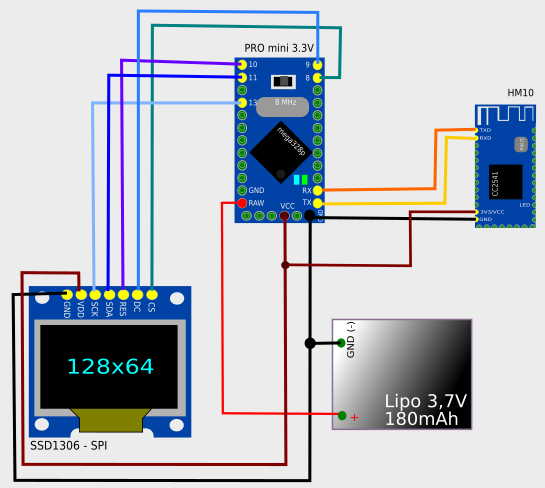 PRO mini 3.3V
10
9
11
8
13
8 MHz
mega328p
GND
RX
RAW
TX
VCC
GND
HM10
TXD
RXD
CC2541
LED
3V3/VCC
GND
GND
VDD
SCK
SDA
RES
DC
CS
128x64
SSD1306 - SPI
GND (-)
Lipo 3,7V
180mAh
+